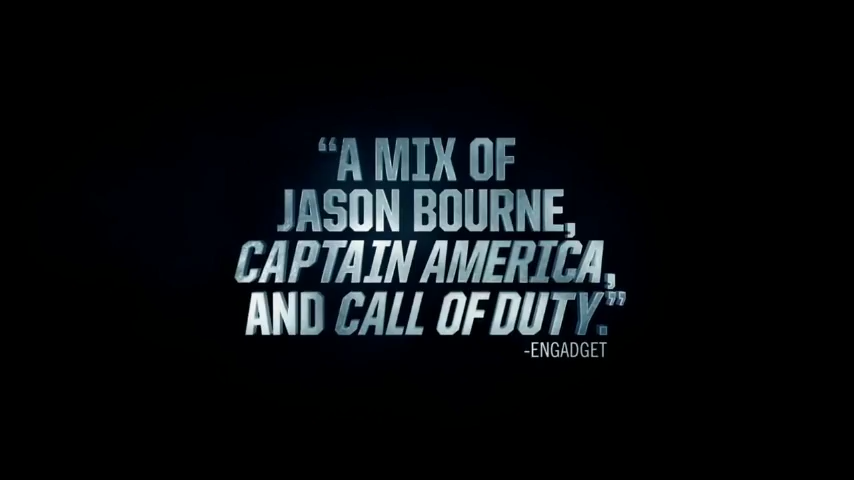 “A MIX OF
JASON BOURNE,
CAPTAIN AMERICA,
AND CALL OF DUTY.”
-ENGADGET